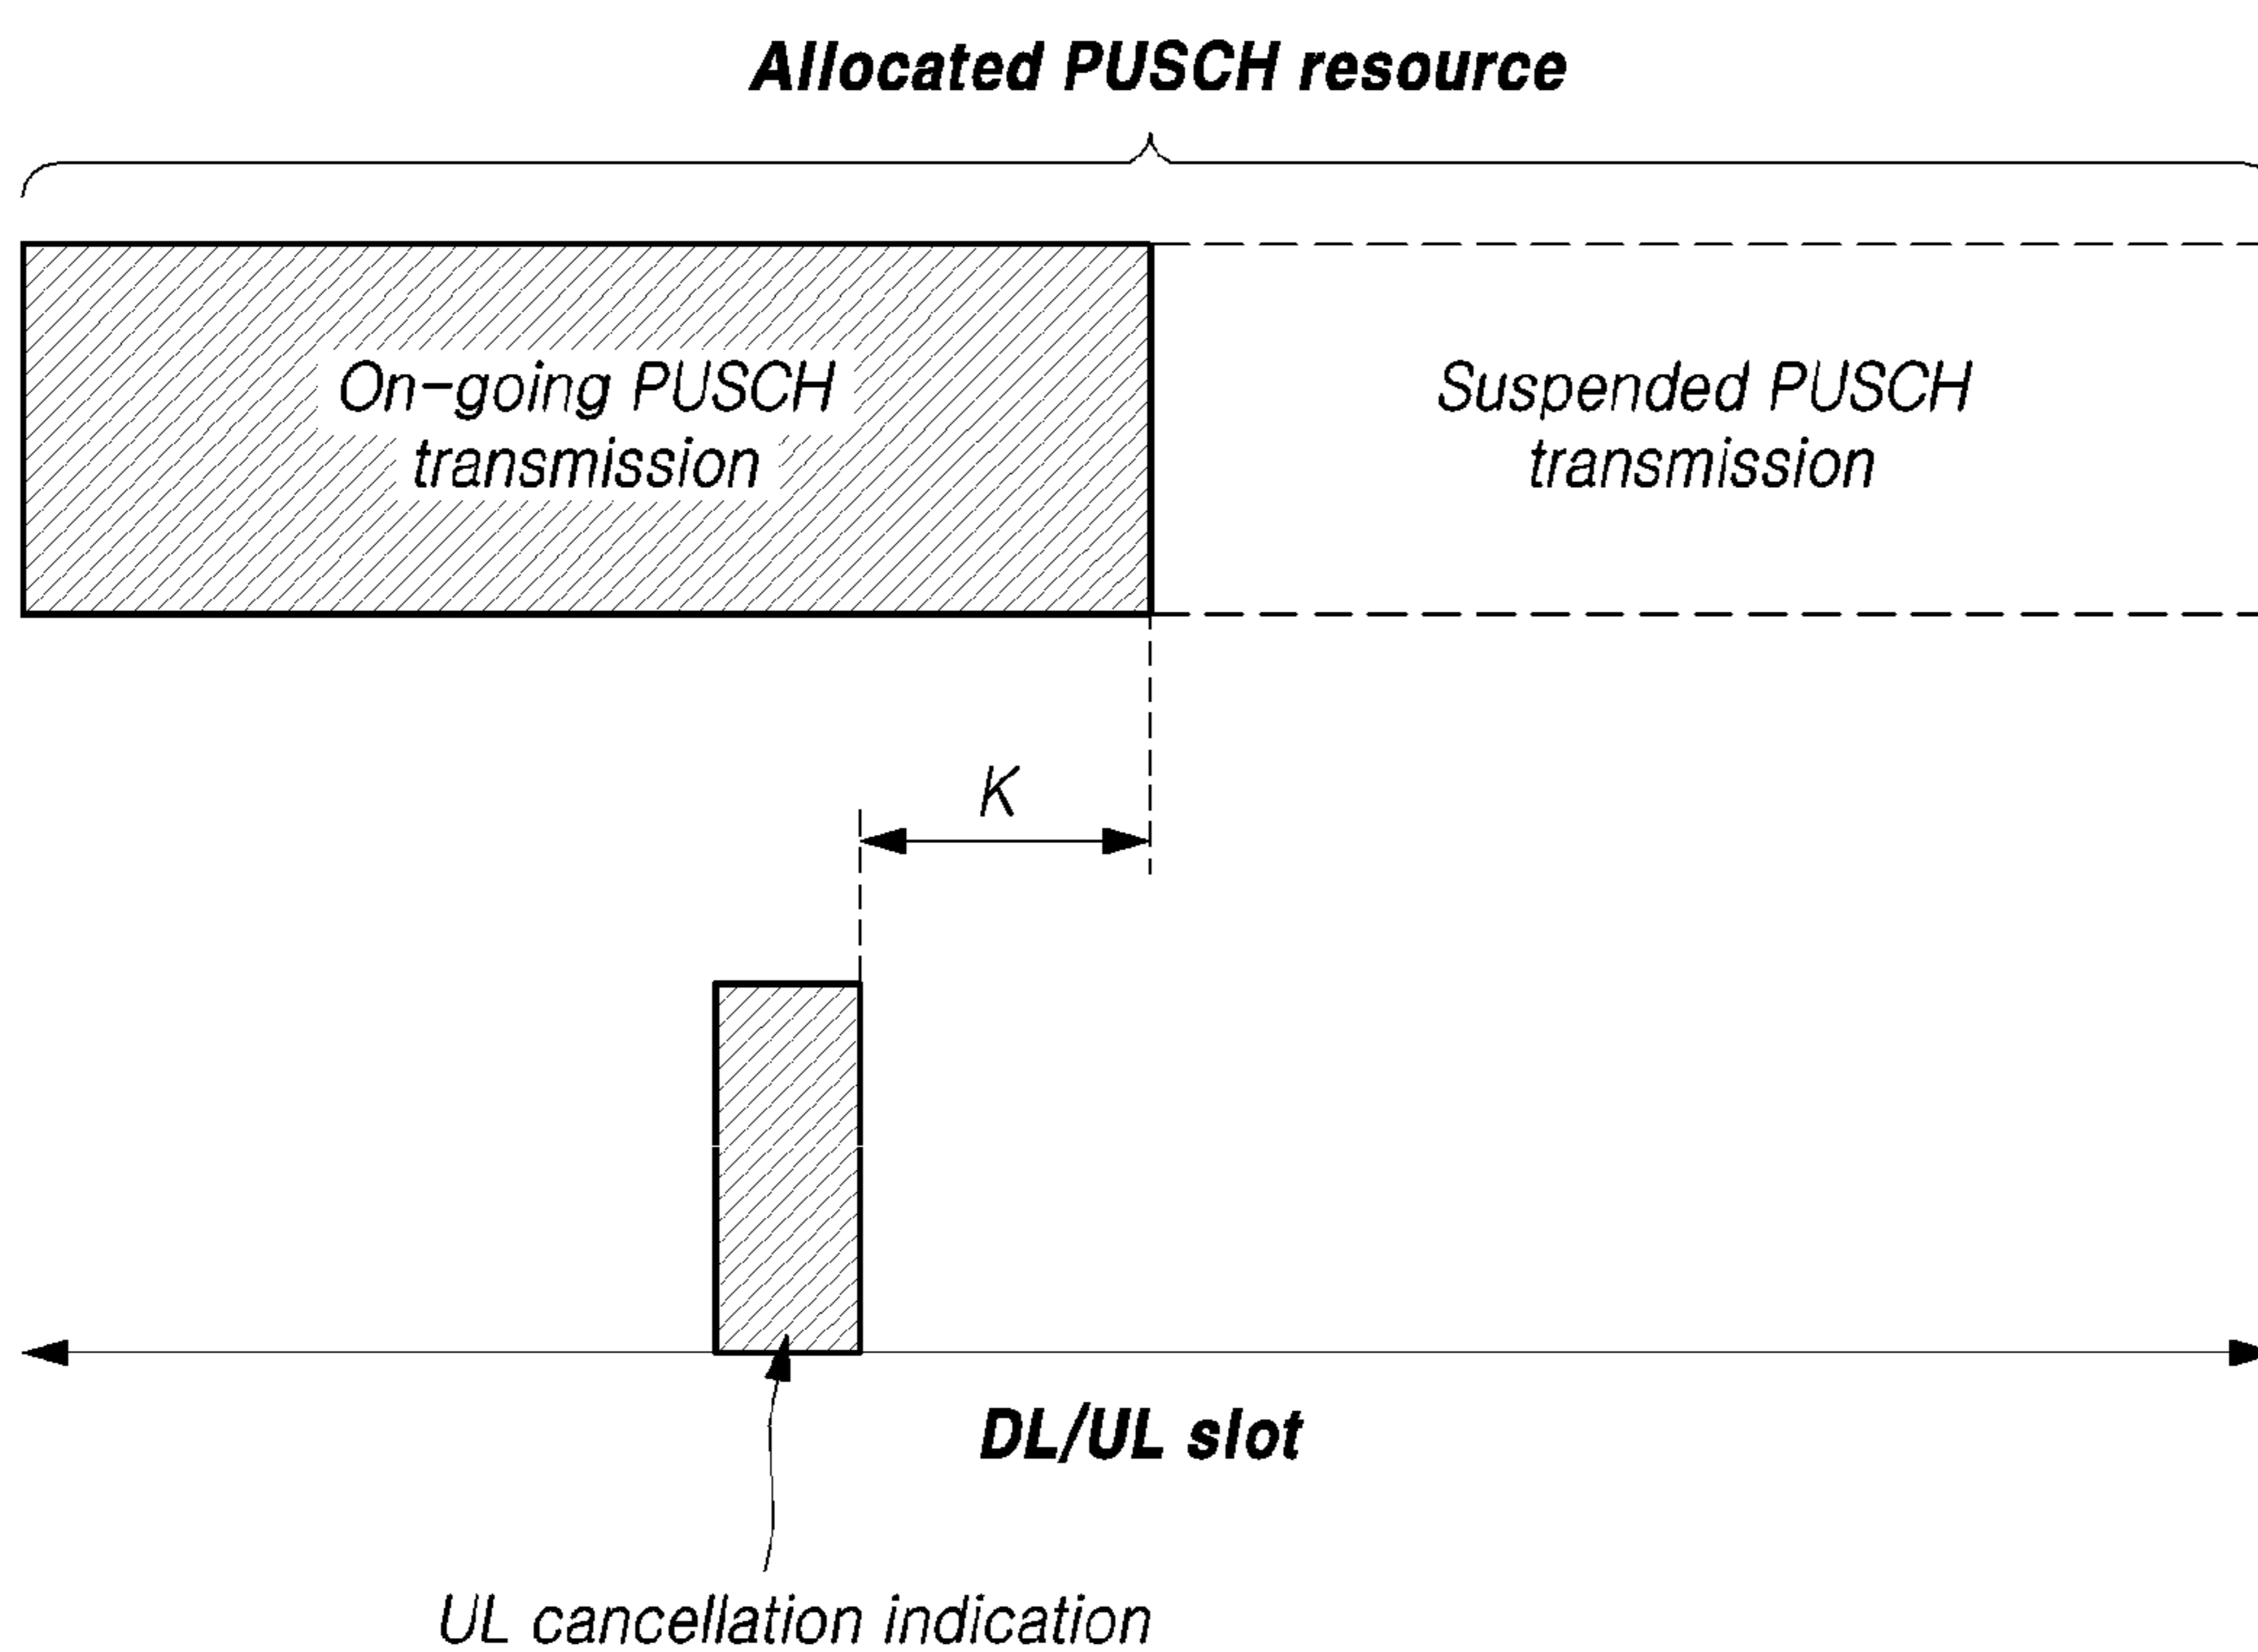 Allocated PUSCH resource
On-going PUSCH
transmission
Suspended PUSCH
transmission
K
DL/UL slot
UL cancellation indication